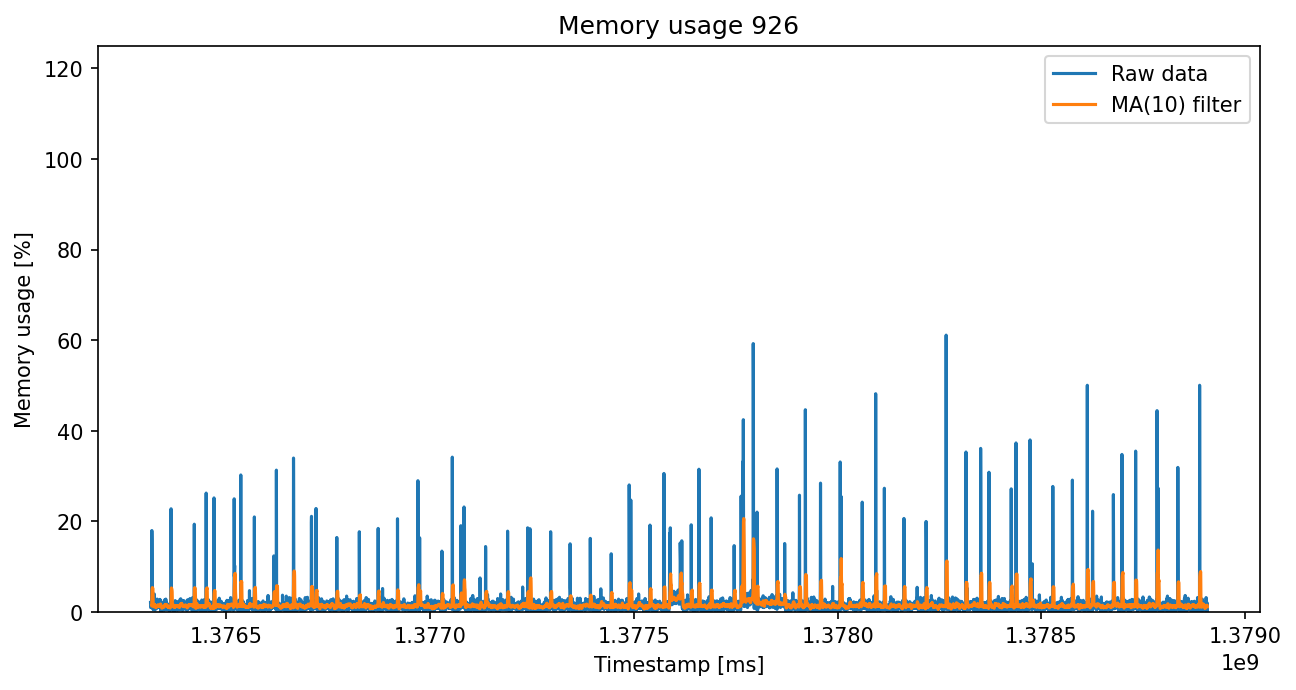 Memory usage 926
120
100
80
60
40
20
0
Memory usage [%]
Raw data
MA(10) filter
1.3765
1.3770
1.3775
1.3780
1.3785
1.3790
1e9
Timestamp [ms]